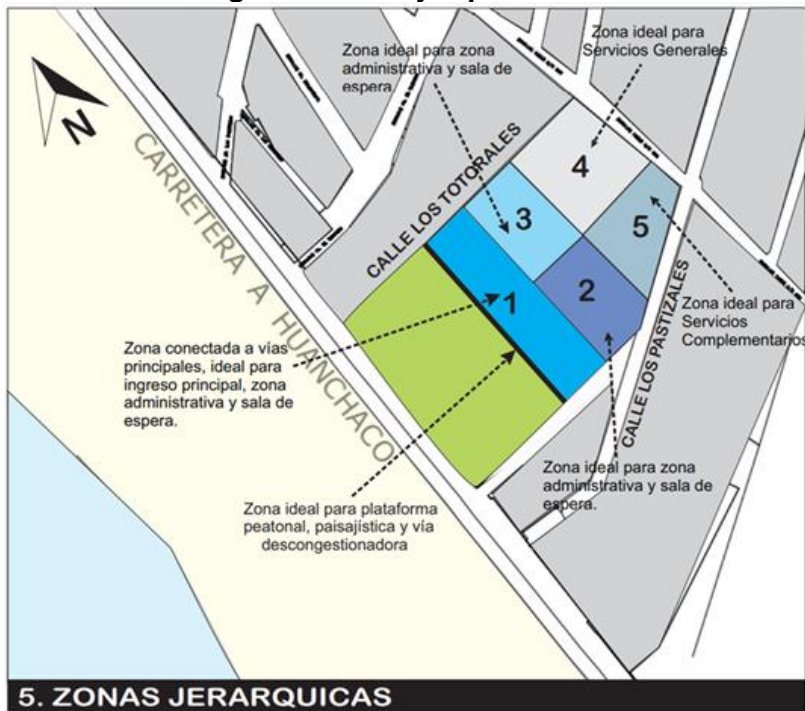 Zona ideal para zona
administrativa y sala de
espera.
Zona ideal para
Servicios Generales
N
CARRETERA A HUANCHACO
CALLE LOS TOTORALES
4
3
5
1
2
CALLE LOS PASTIZALES
Zona ideal para
Servicios
Complementarios
Zona conectada a vías
principales, ideal para
ingreso principal, zona
administrativa y sala de
espera.
Zona ideal para zona
administrativa y sala de
espera.
Zona ideal para plataforma
peatonal, paisajística y vía
descongestionadora
5. ZONAS JERARQUICAS